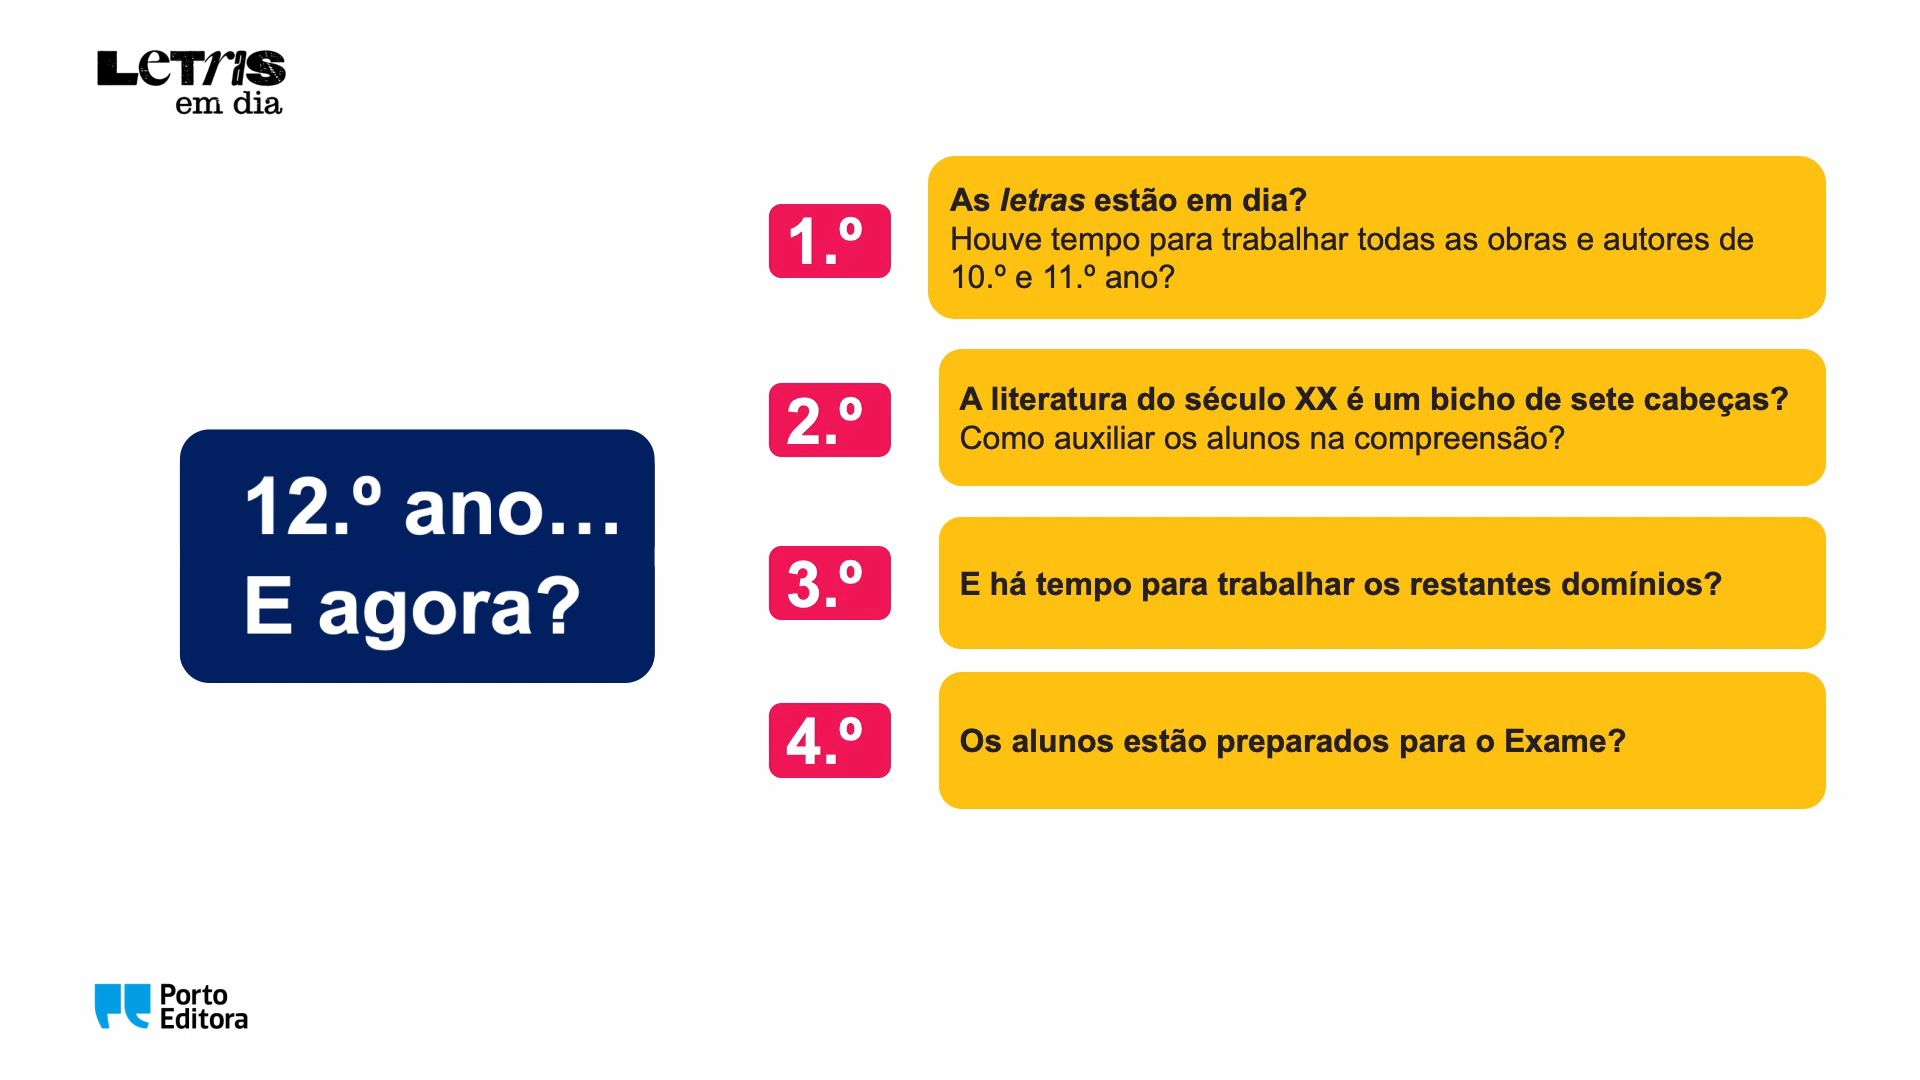 Letras
em dia
12.º ano...
E agora?
1.º
As letras estão em dia?
Houve tempo para trabalhar todas as obras e autores de
10.º e 11.º ano?
2.º
A literatura do século XX é um bicho de sete cabeças?
Como auxiliar os alunos na compreensão?
3.º
E há tempo para trabalhar os restantes domínios?
4.º
Os alunos estão preparados para o Exame?
Porto
Editora